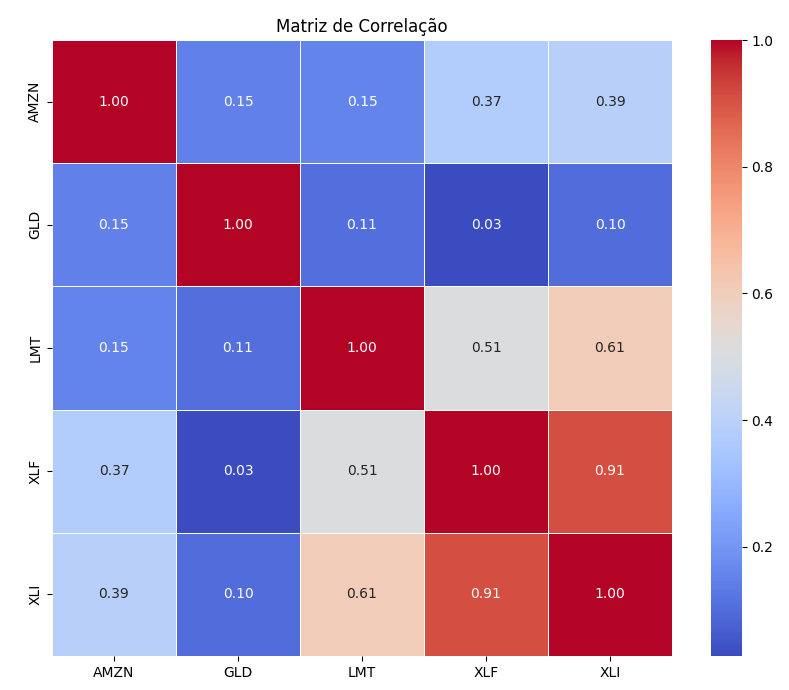 Matriz de Correlação
AMZN 1.00 0.15 0.15 0.37 0.39
GLD 0.15 1.00 0.11 0.03 0.10
LMT 0.15 0.11 1.00 0.51 0.61
XLF 0.37 0.03 0.51 1.00 0.91
XLI 0.39 0.10 0.61 0.91 1.00
AMZN GLD LMT XLF XLI
1.0
0.8
0.6
0.4
0.2